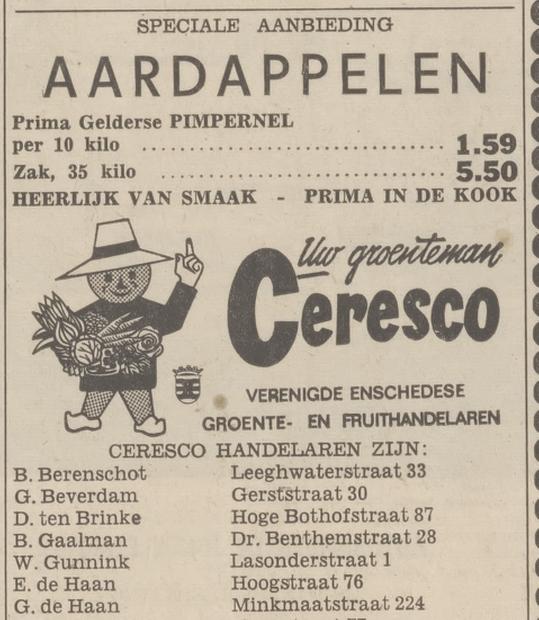 SPECIALE AANBIEDING
AARDAPPELEN
Prima Gelderse PIMPERNEL
per 10 kilo ........................... 1.59
Zak, 35 kilo ......................... 5.50
HEERLIJK VAN SMAAK - PRIMA IN DE KOOK
Uw groenteman
Ceresco
VERENIGDE ENSCHEDESE
GROENTE- EN FRUITHANDELAREN
CERESCO HANDELAREN ZIJN:
B. Berenschot Leeghwaterstraat 33
G. Beverdam Gerststraat 30
D. ten Brinke Hoge Bothofstraat 87
B. Gaalman Dr. Benthemstraat 28
W. Gunnink Lasonderstraat 1
E. de Haan Hoogstraat 76
G. de Haan Minkmaatstraat 224